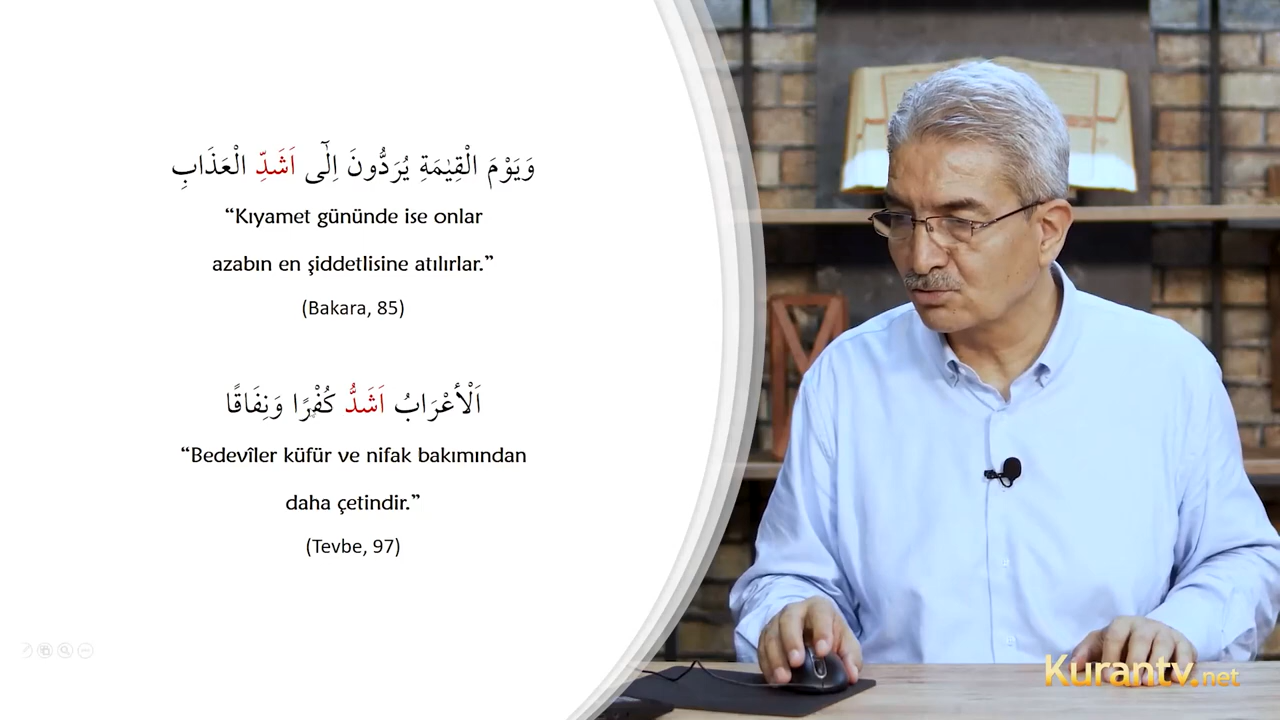 وَيَوْمَ الْقِيٰمَةِ يُرَدُّونَ اِلٰٓى اَشَدِّ الْعَذَابِ
“Kıyamet gününde ise onlar
azabın en şiddetlisine atılırlar.”
(Bakara, 85)
اَلْأَعْرَابُ اَشَدُّ كُفْرًا وَنِفَاقًا
“Bedevîler küfür ve nifak bakımından
daha çetindir.”
(Tevbe, 97)
Kurantv.net